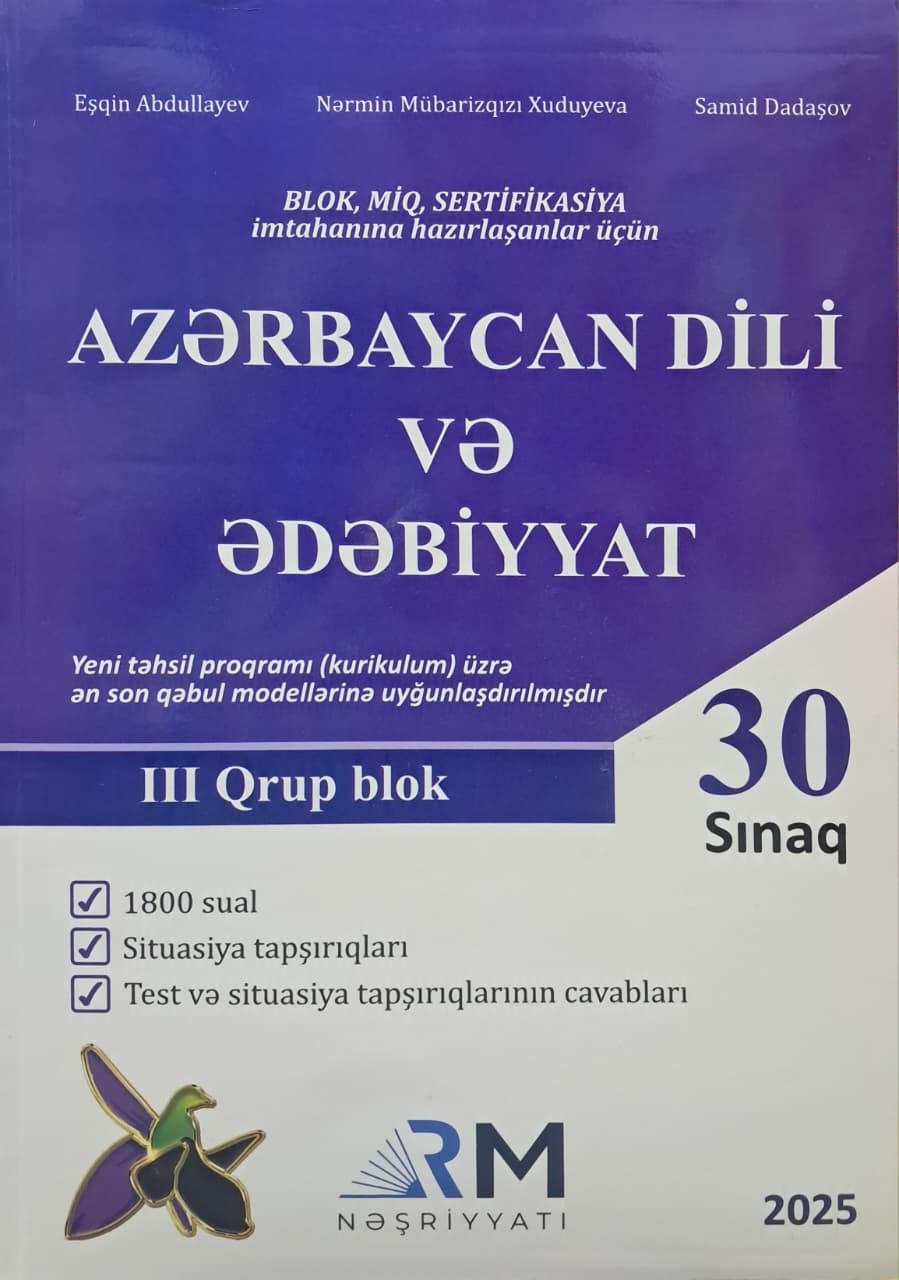 Eşqin Abdullayev Nərmin Mübarizqızı Xuduyeva Samid Dadaşov
BLOK, MİQ, SERTİFİKASİYA
imtahanına hazırlaşanlar üçün
AZƏRBAYCAN DİLİ
VƏ
ƏDƏBİYYAT
Yeni təhsil proqramı (kurikulum) üzrə
ən son qəbul modellərinə uyğunlaşdırılmışdır
III Qrup blok
30
Sınaq
1800 sual
Situasiya tapşırıqları
Test və situasiya tapşırıqlarının cavabları
RM
NƏŞRİYYATI
2025